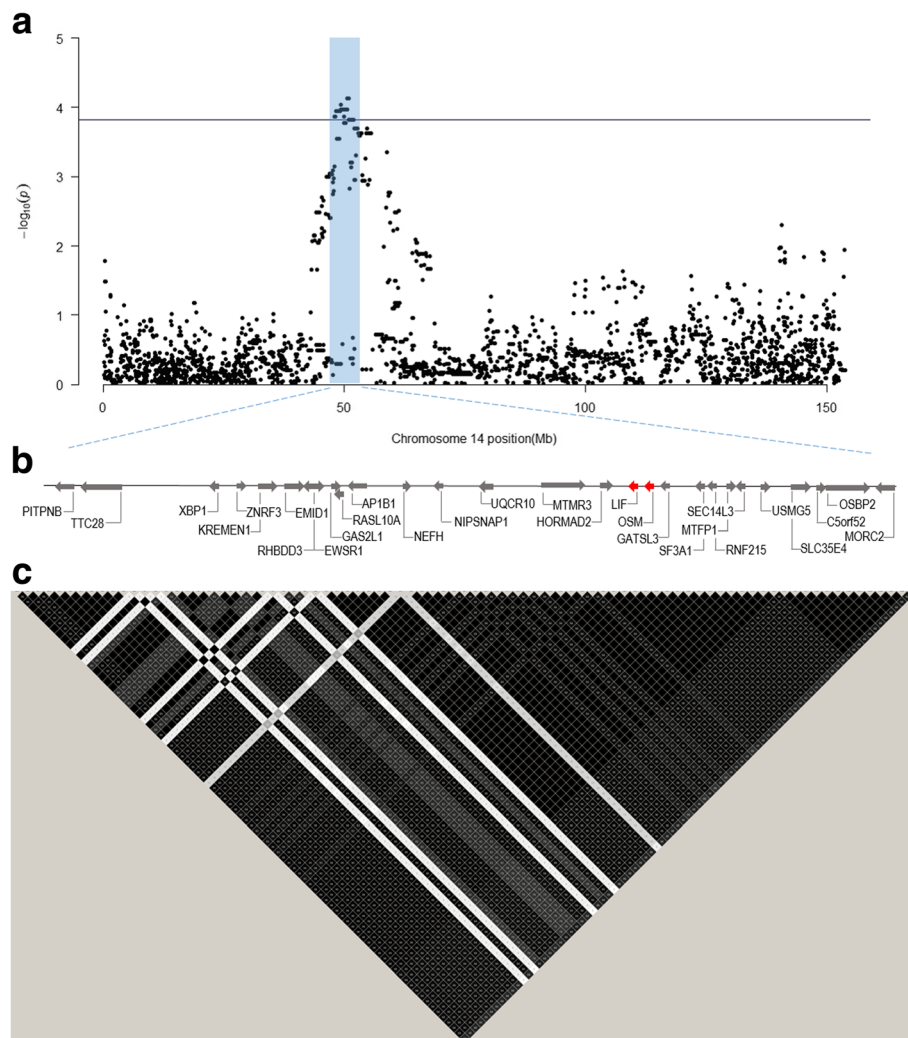 a
5
4
3
2
1
0
−log10(p)
0 50 100 150
Chromosome 14 position(Mb)
b
PITPNB
TTC28
XBP1
KREMEN1
ZNRF3
RHBDD3
EMID1
EWSR1
GAS2L1
RASL10A
AP1B1
NEFH
NIPSNAP1
UQCR10
MTMR3
HORMAD2
LIF
OSM
GATSL3
SF3A1
SEC14L3
MTFP1
RNF215
USMG5
SLC35E4
C5orf52
OSBP2
MORC2
c